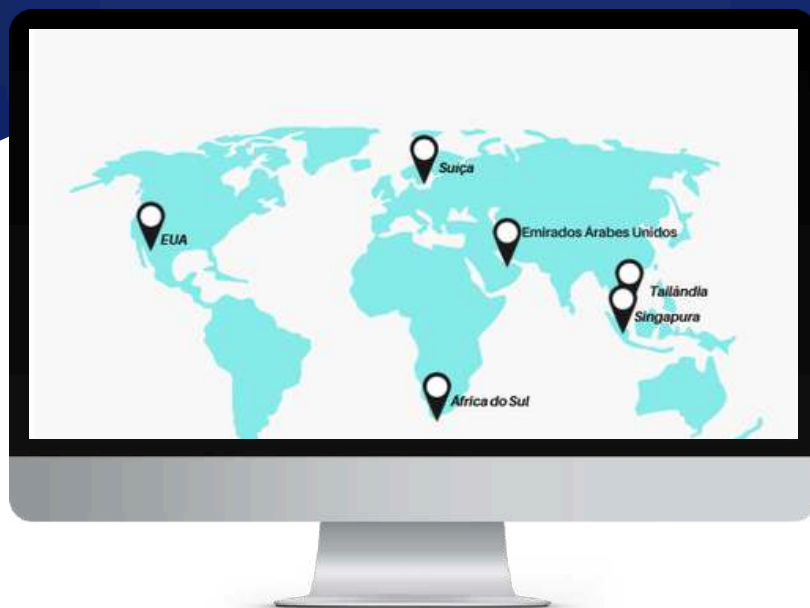 Suiça
EUA
Emirados Árabes Unidos
Tailândia
Singapura
África do Sul